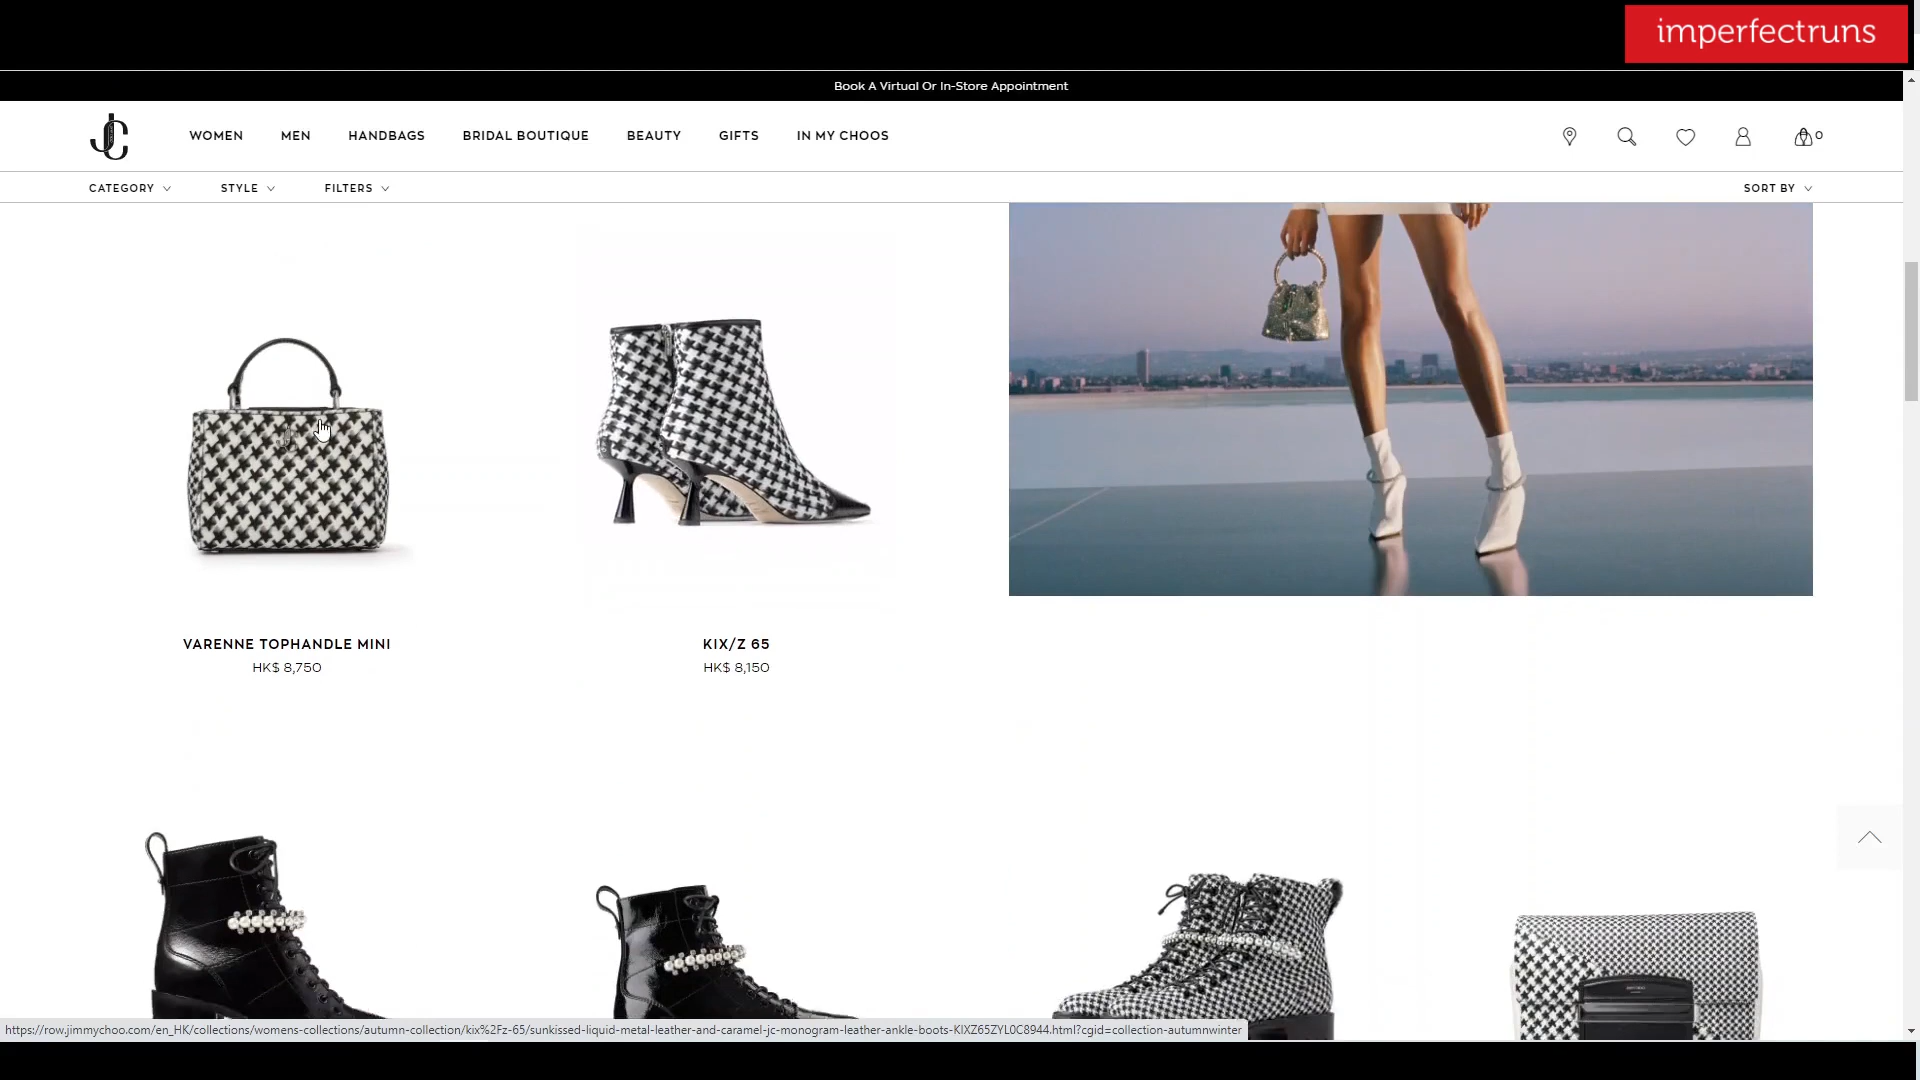 imperfectruns
Book A Virtual Or In-Store Appointment
JC WOMEN MEN HANDBAGS BRIDAL BOUTIQUE BEAUTY GIFTS IN MY CHOOS 0
CATEGORY STYLE FILTERS SORT BY
VARENNE TOPHANDLE MINI
HK$ 8,750
KIX/Z 65
HK$ 8,150
https://row.jimmychoo.com/en_HK/collections/womens-collections/autumn-collection/kix%2Fz-65/sunkissed-liquid-metal-leather-and-caramel-jc-monogram-leather-ankle-boots-KIXZ65ZYL0C8944.html?cgid=collection-autumnwinter